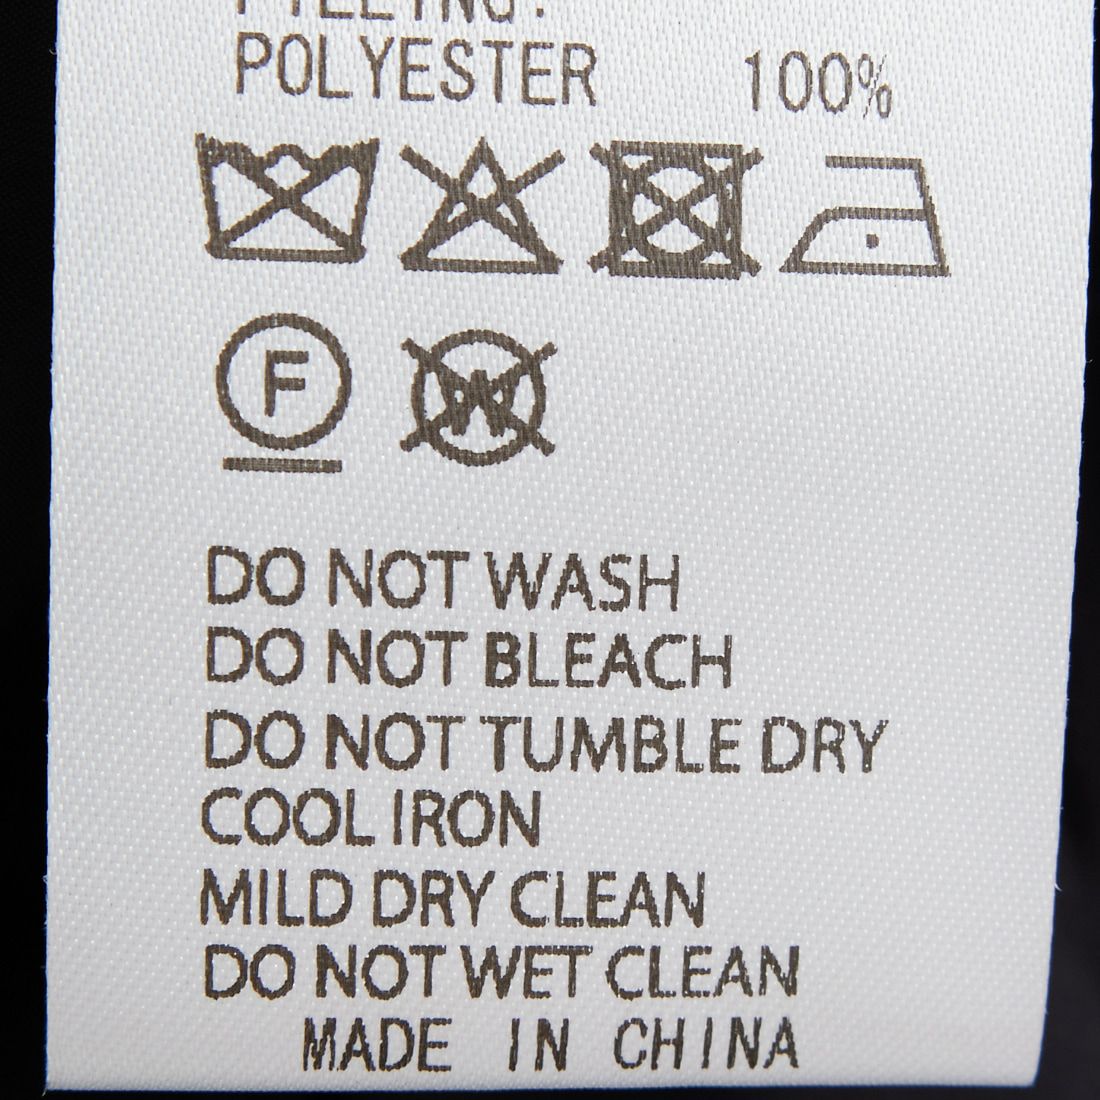 POLYESTER 100%
F
W
DO NOT WASH
DO NOT BLEACH
DO NOT TUMBLE DRY
COOL IRON
MILD DRY CLEAN
DO NOT WET CLEAN
MADE IN CHINA